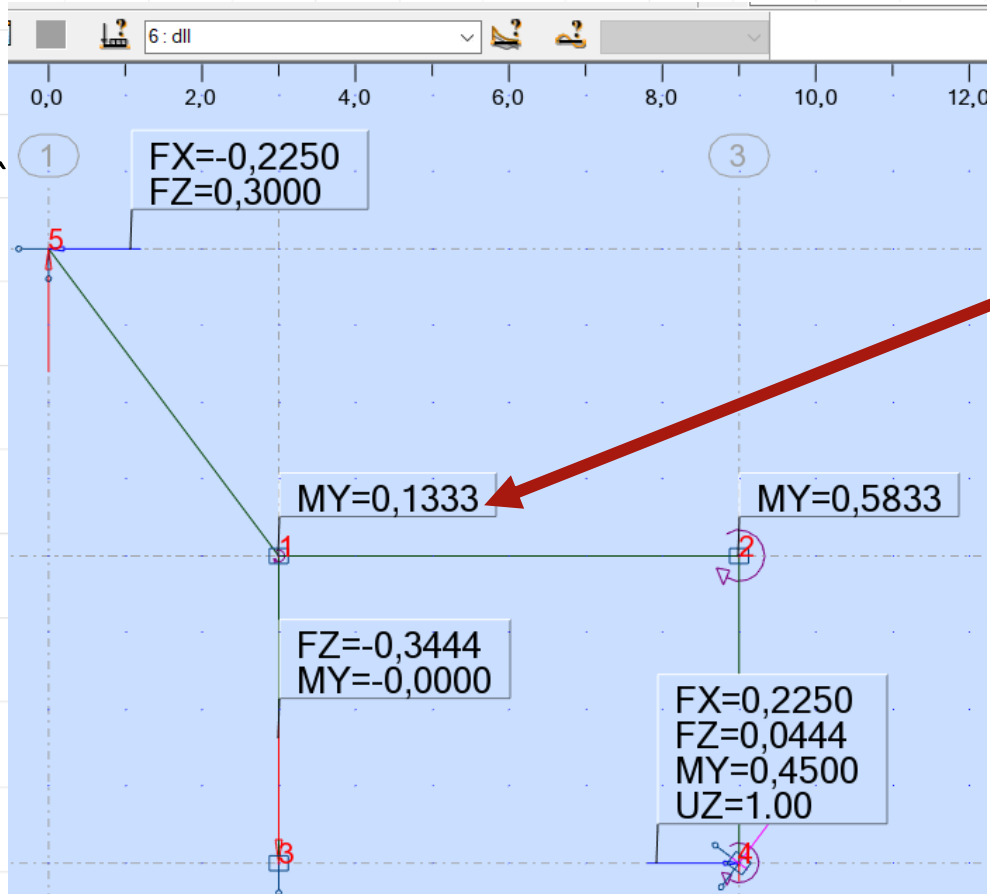 6 : dll
0,0 2,0 4,0 6,0 8,0 10,0 12,0
1 3
FX=-0,2250
FZ=0,3000
5
MY=0,1333
MY=0,5833
1 2
FZ=-0,3444
MY=-0,0000
FX=0,2250
FZ=0,0444
MY=0,4500
UZ=1.00
3 4